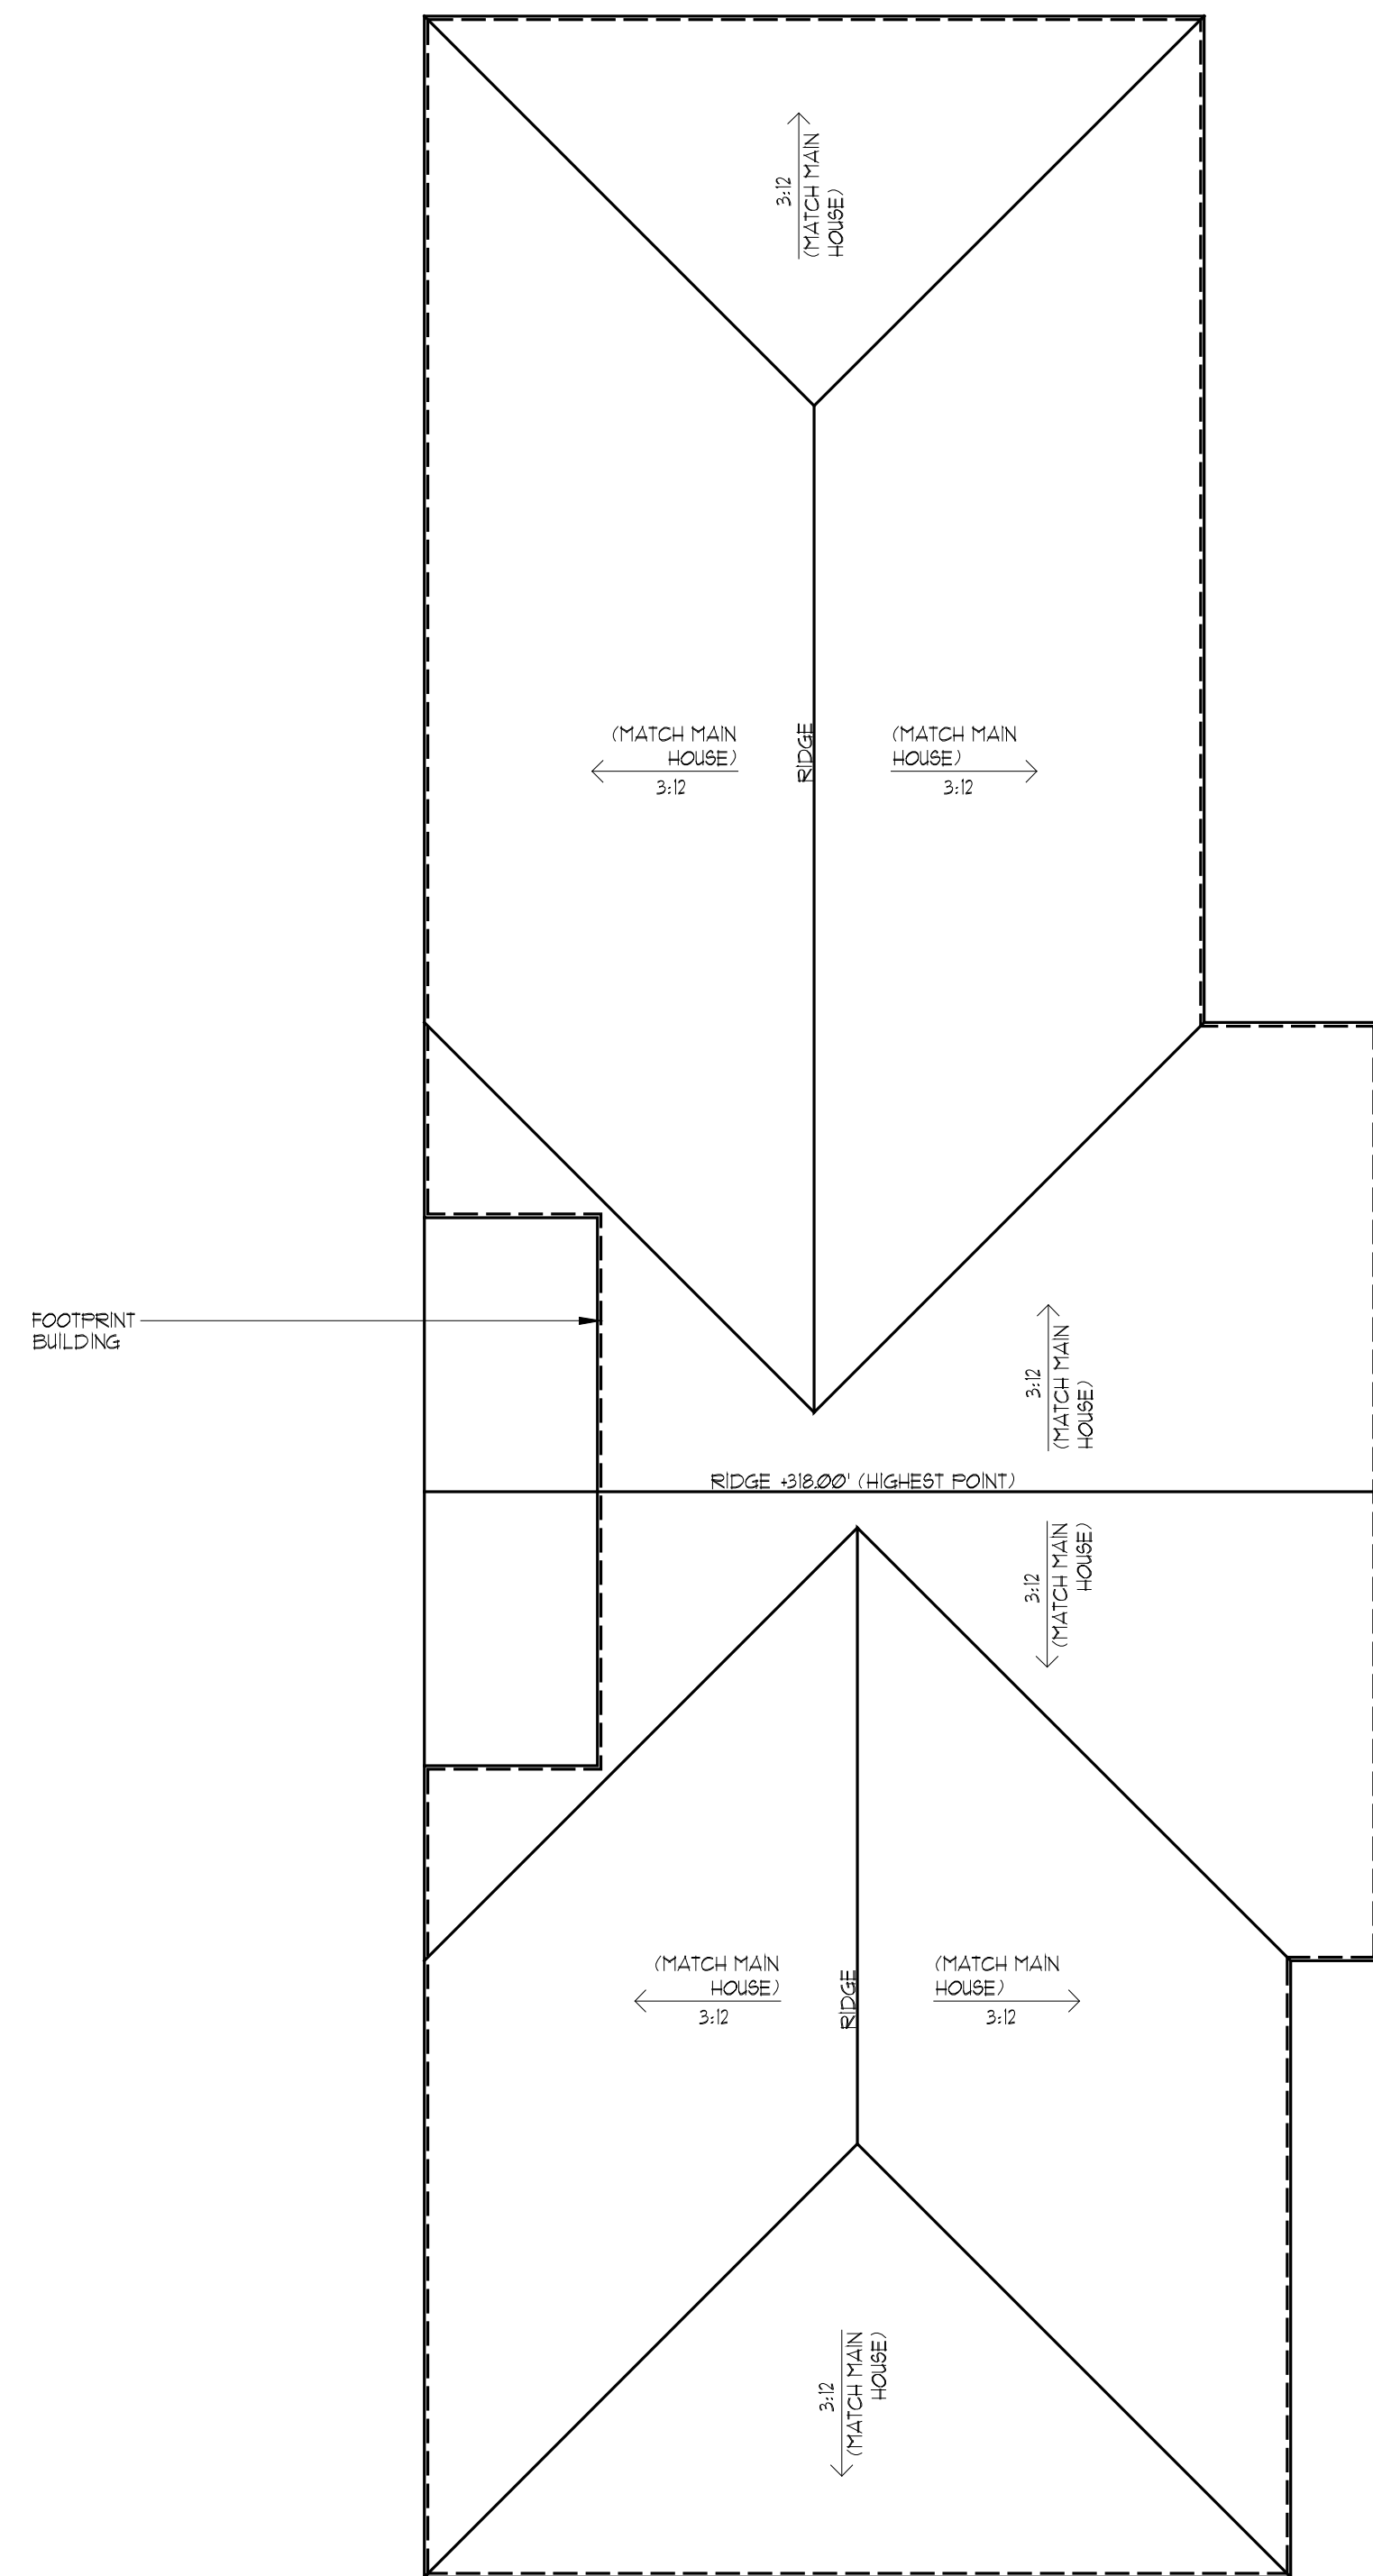 3:12
(MATCH MAIN
HOUSE)
(MATCH MAIN
HOUSE)
3:12
RIDGE
(MATCH MAIN
HOUSE)
3:12
FOOTPRINT
BUILDING
3:12
(MATCH MAIN
HOUSE)
RIDGE +318.00' (HIGHEST POINT)
3:12
(MATCH MAIN
HOUSE)
(MATCH MAIN
HOUSE)
3:12
RIDGE
(MATCH MAIN
HOUSE)
3:12
3:12
(MATCH MAIN
HOUSE)